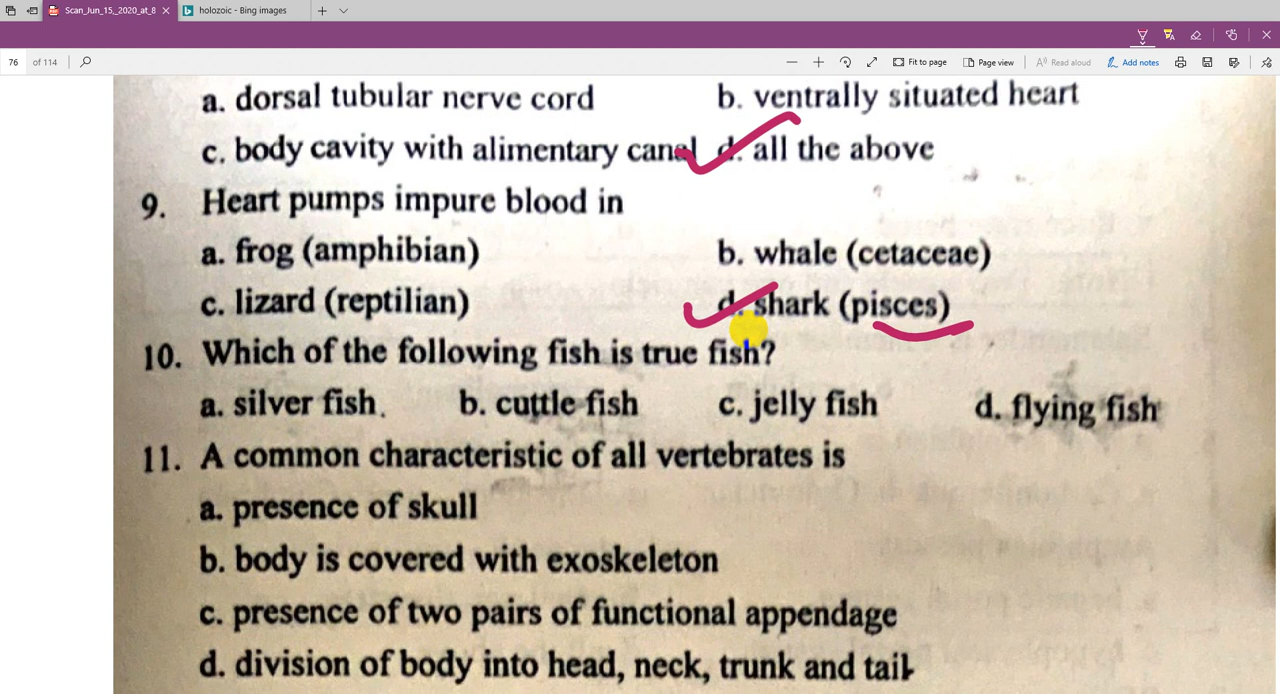 Scan_Jun_15,_2020_at_8
holozoic - Bing images
76 of 114
Fit to page
Page view
Read aloud
Add notes
a. dorsal tubular nerve cord b. ventrally situated heart
c. body cavity with alimentary canal d. all the above
9. Heart pumps impure blood in
a. frog (amphibian) b. whale (cetaceae)
c. lizard (reptilian) d. shark (pisces)
10. Which of the following fish is true fish?
a. silver fish. b. cuttle fish c. jelly fish d. flying fish
11. A common characteristic of all vertebrates is
a. presence of skull
b. body is covered with exoskeleton
c. presence of two pairs of functional appendage
d. division of body into head, neck, trunk and tail